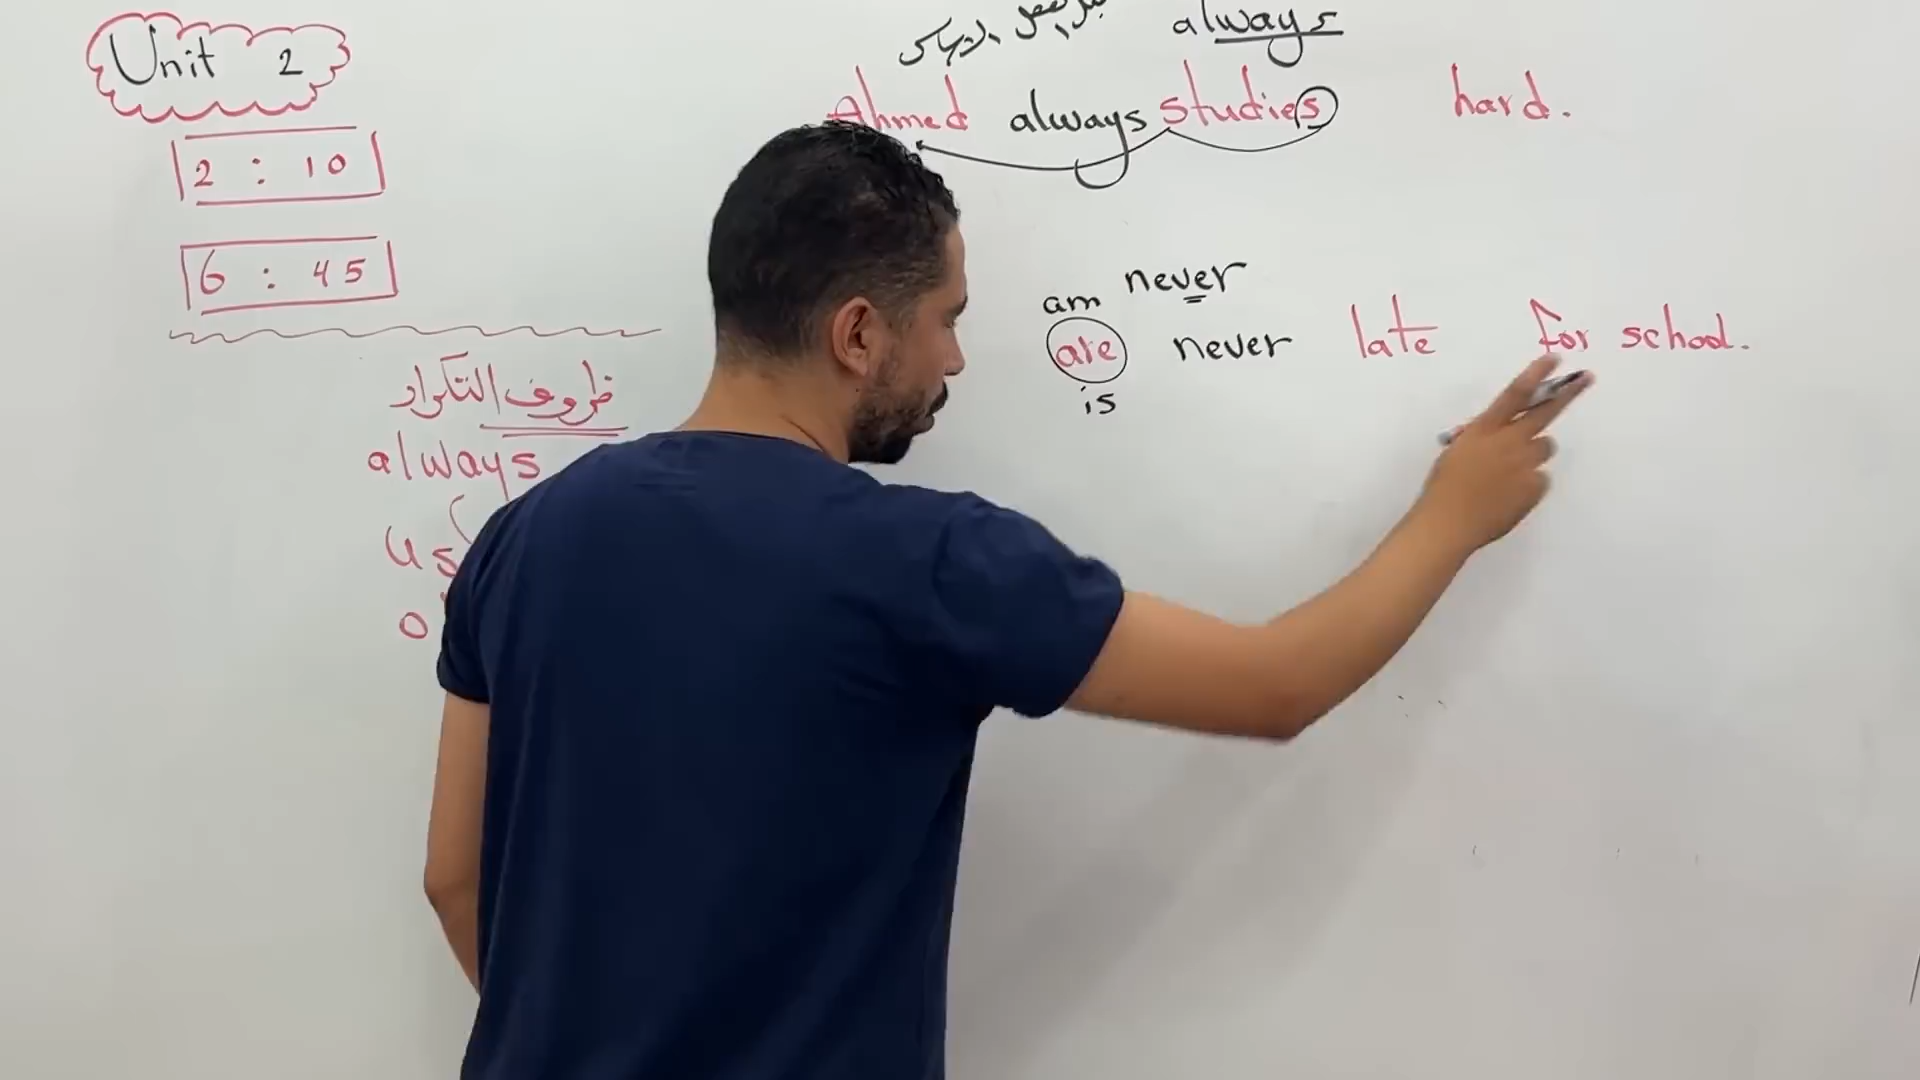 Unit 2
2 : 10
6 : 45
ظروف التكرار
always
us
o
always
Ahmed always studies hard.
never
am
are never late for school.
is